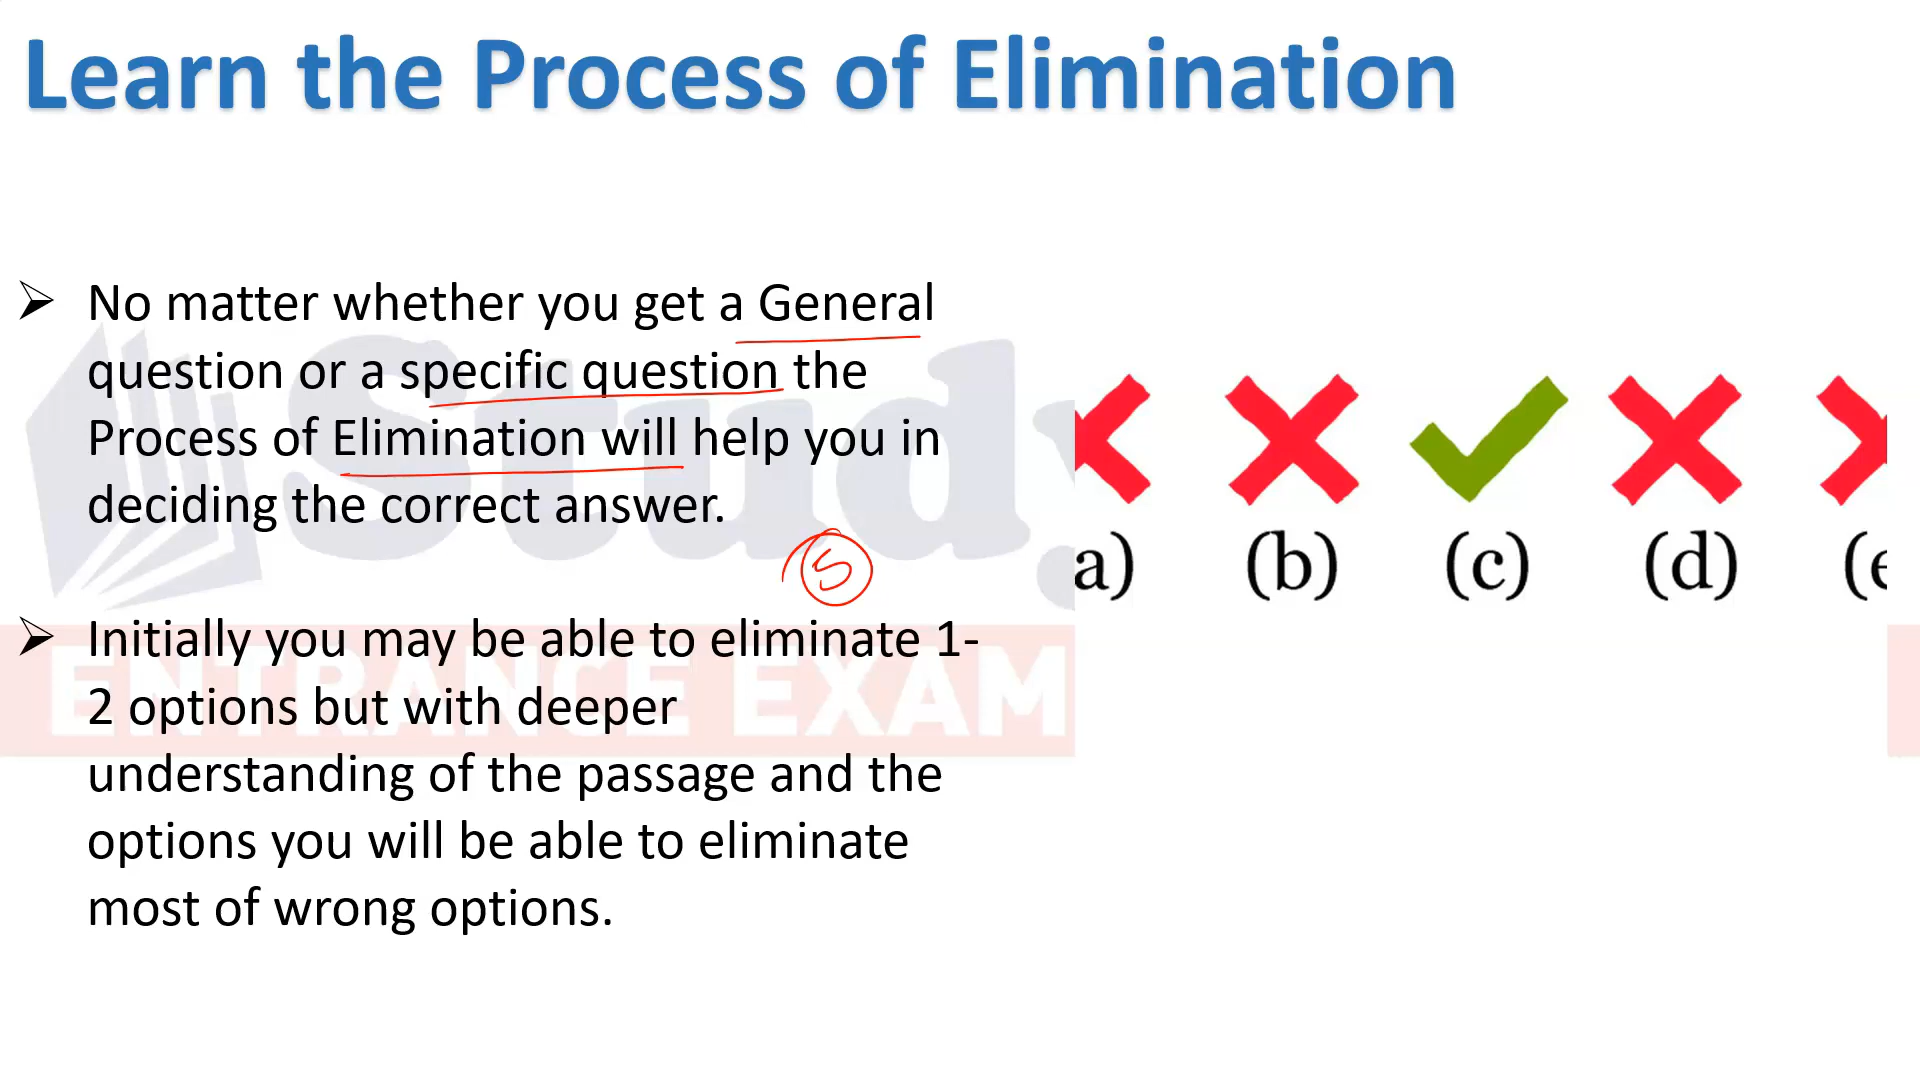 Learn the Process of Elimination
➢ No matter whether you get a General
question or a specific question the
Process of Elimination will help you in
deciding the correct answer.
5
➢ Initially you may be able to eliminate 1-
2 options but with deeper
understanding of the passage and the
options you will be able to eliminate
most of wrong options.
a) (b) (c) (d) (e
Study
ENTRANCE EXAM